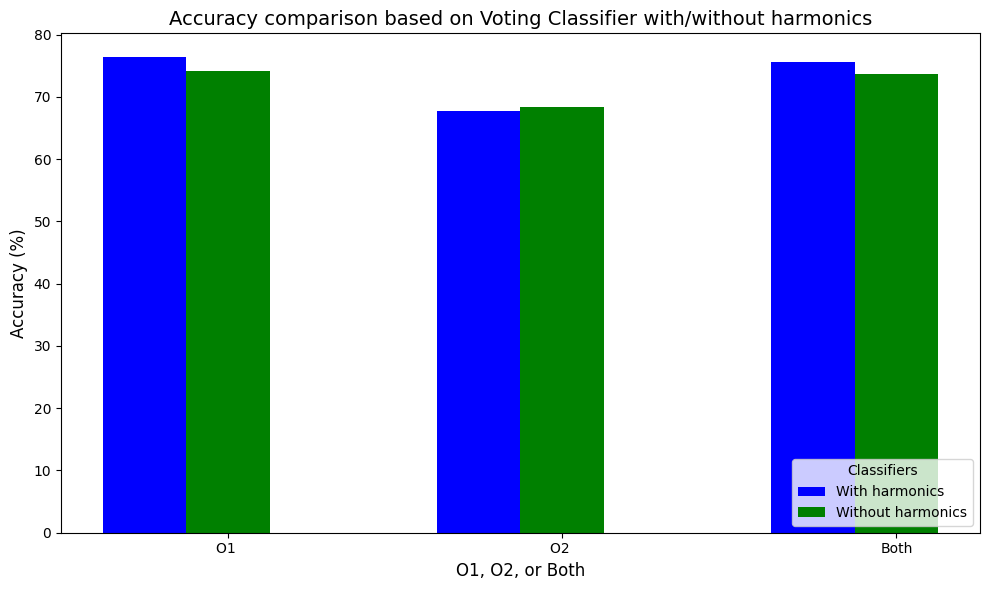 Accuracy comparison based on Voting Classifier with/without harmonics
Accuracy (%)
80
70
60
50
40
30
20
10
0
O1
O2
Both
O1, O2, or Both
Classifiers
With harmonics
Without harmonics